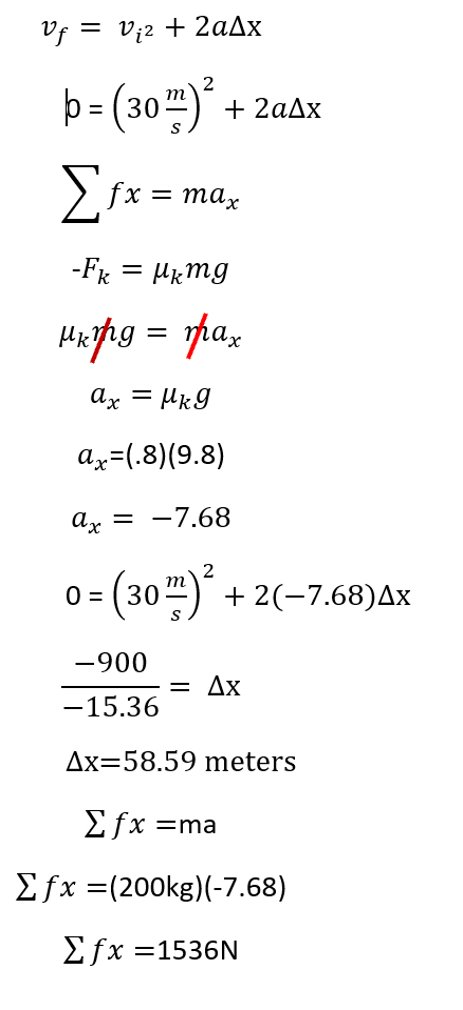 v_f = v_{i^2} + 2aΔx
0 = (30 m/s)^2 + 2aΔx
∑ fx = ma_x
-F_k = μ_k mg
μ_k mg = ma_x
a_x = μ_k g
a_x=(.8)(9.8)
a_x = −7.68
0 = (30 m/s)^2 + 2(−7.68)Δx
−900/−15.36 = Δx
Δx=58.59 meters
∑ fx =ma
∑ fx =(200kg)(-7.68)
∑ fx =1536N